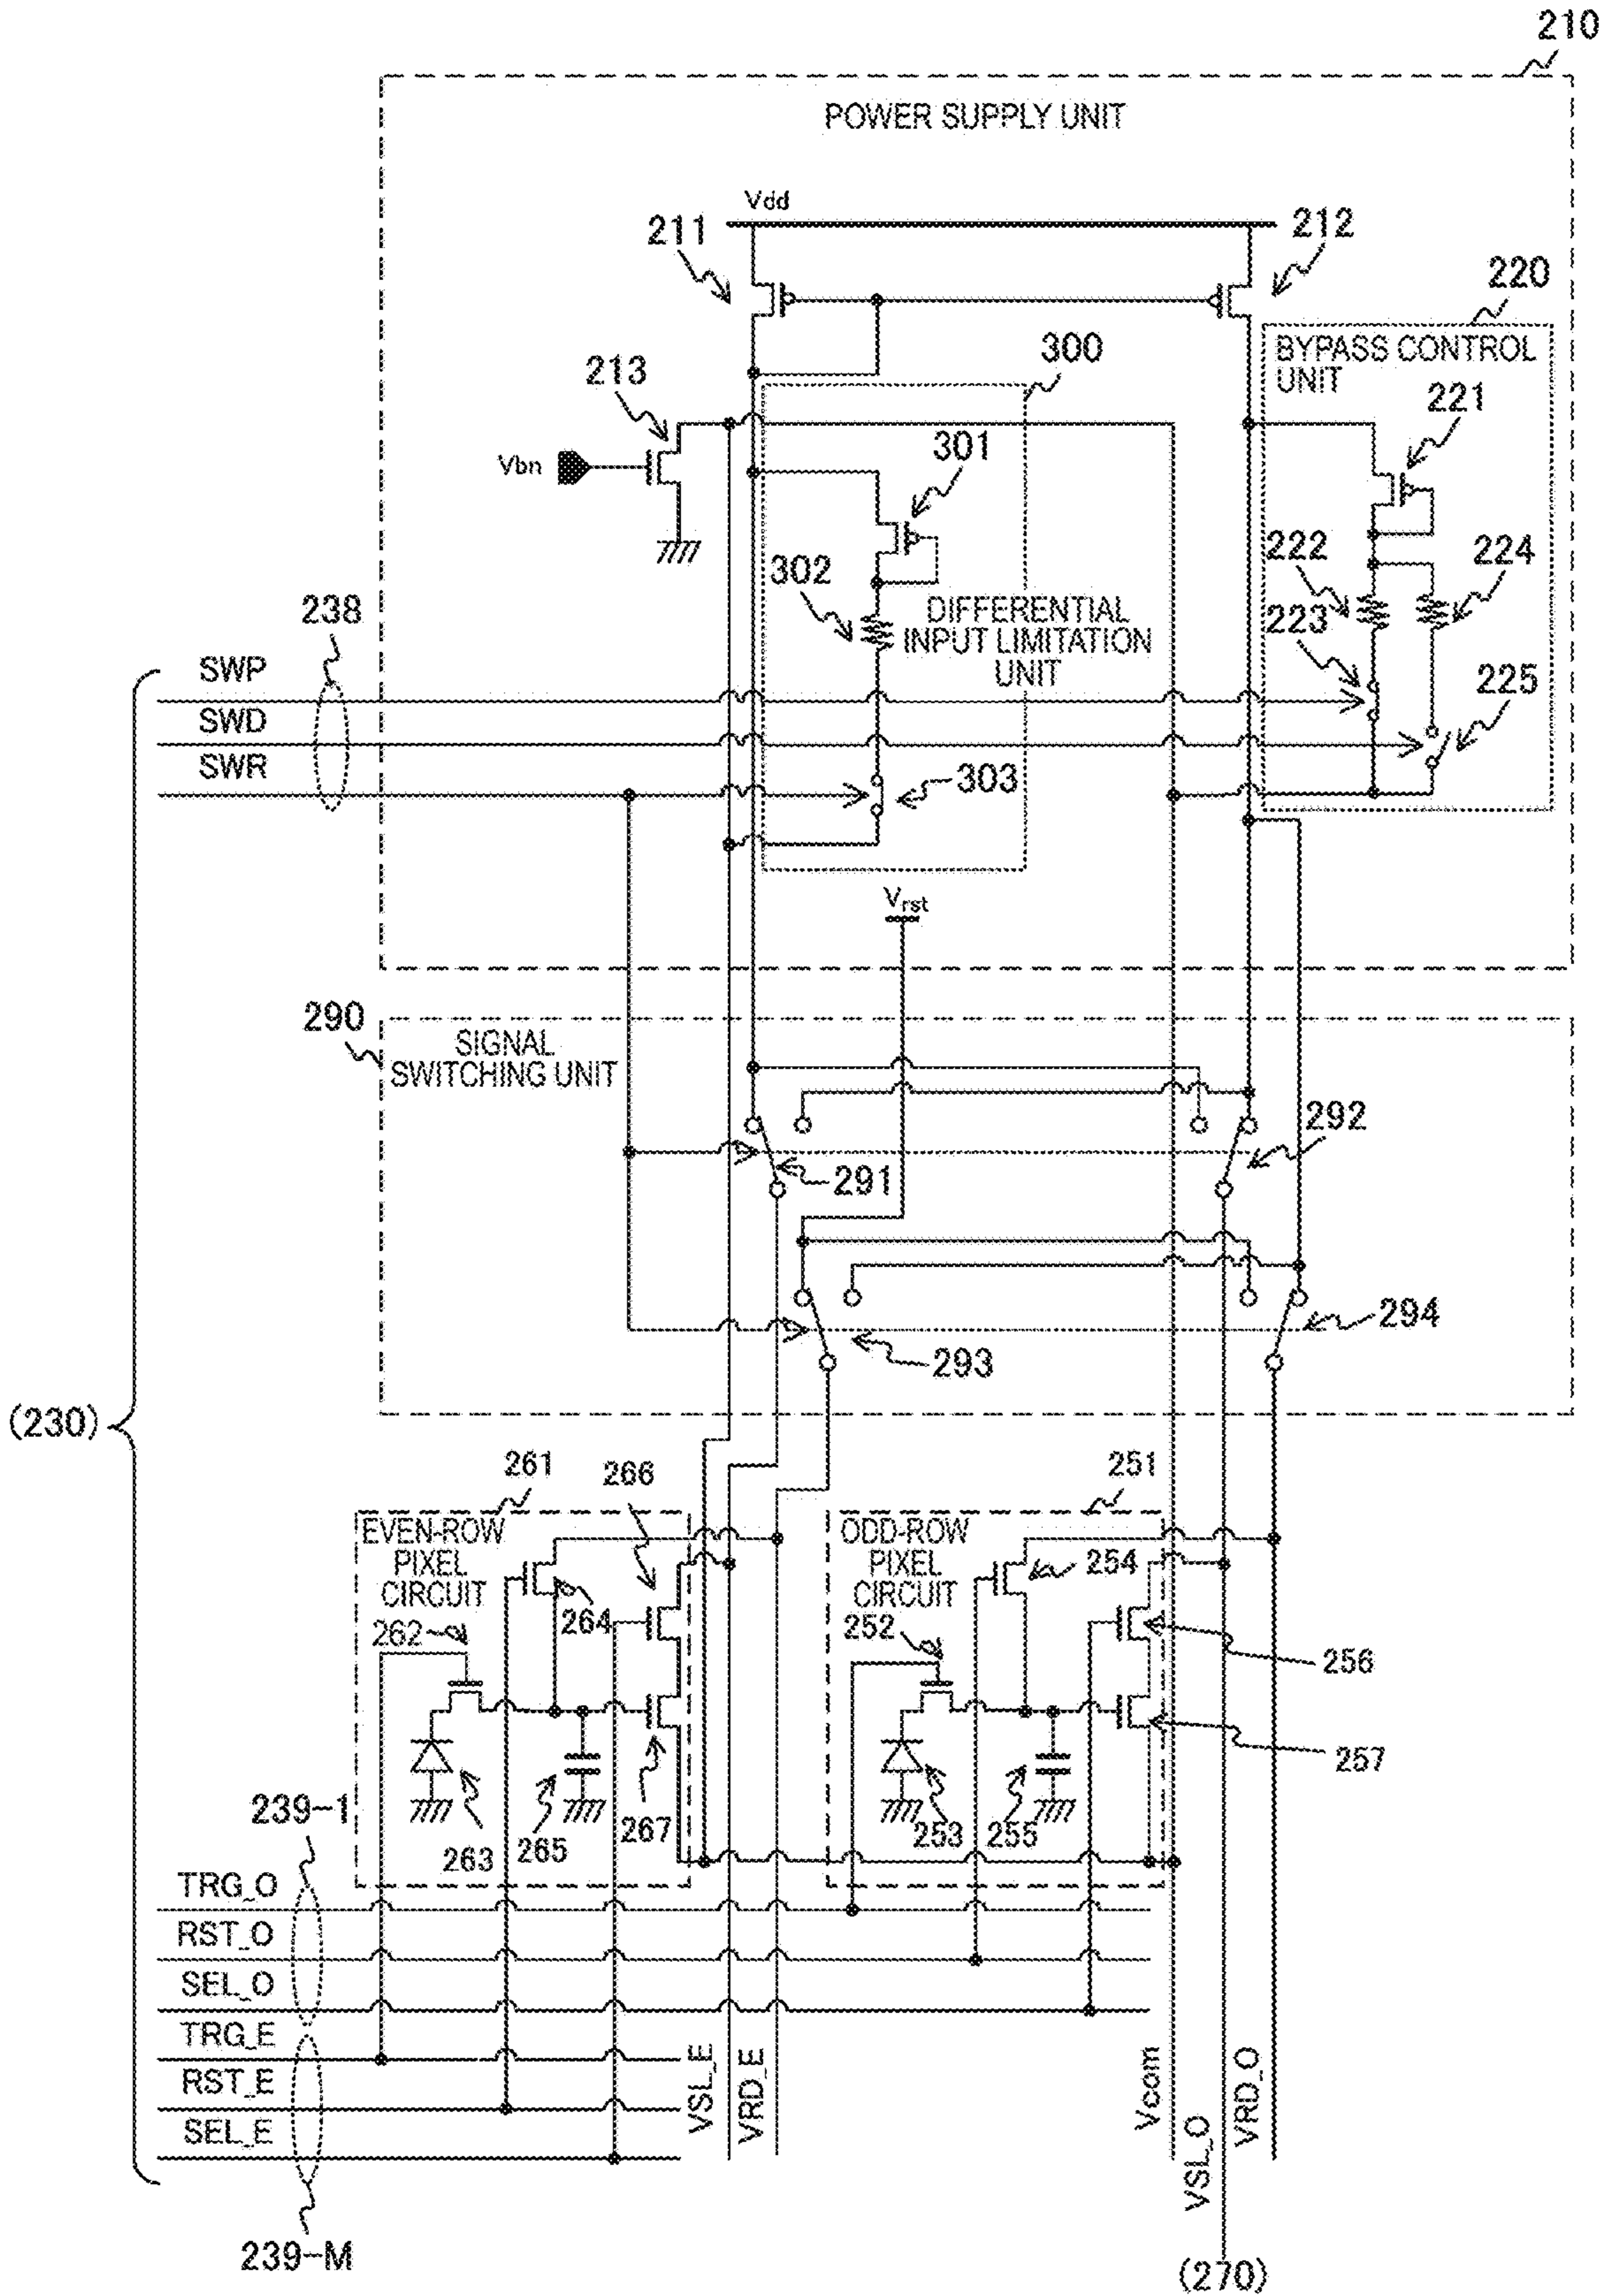 210
POWER SUPPLY UNIT
Vdd
211
212
220
BYPASS CONTROL
UNIT
300
213
221
Vbn
301
302
222
224
223
DIFFERENTIAL
INPUT LIMITATION
UNIT
238
SWP
225
SWD
SWR
303
Vrst
290
SIGNAL
SWITCHING UNIT
292
291
294
293
(230)
261
266
251
EVEN-ROW
PIXEL
CIRCUIT
ODD-ROW
PIXEL
CIRCUIT
254
264
262
252
256
257
239-1
263
265
267
253
255
TRG_O
RST_O
SEL_O
TRG_E
RST_E
SEL_E
VSL_E
VRD_E
Vcom
VSL_O
VRD_O
239-M
(270)